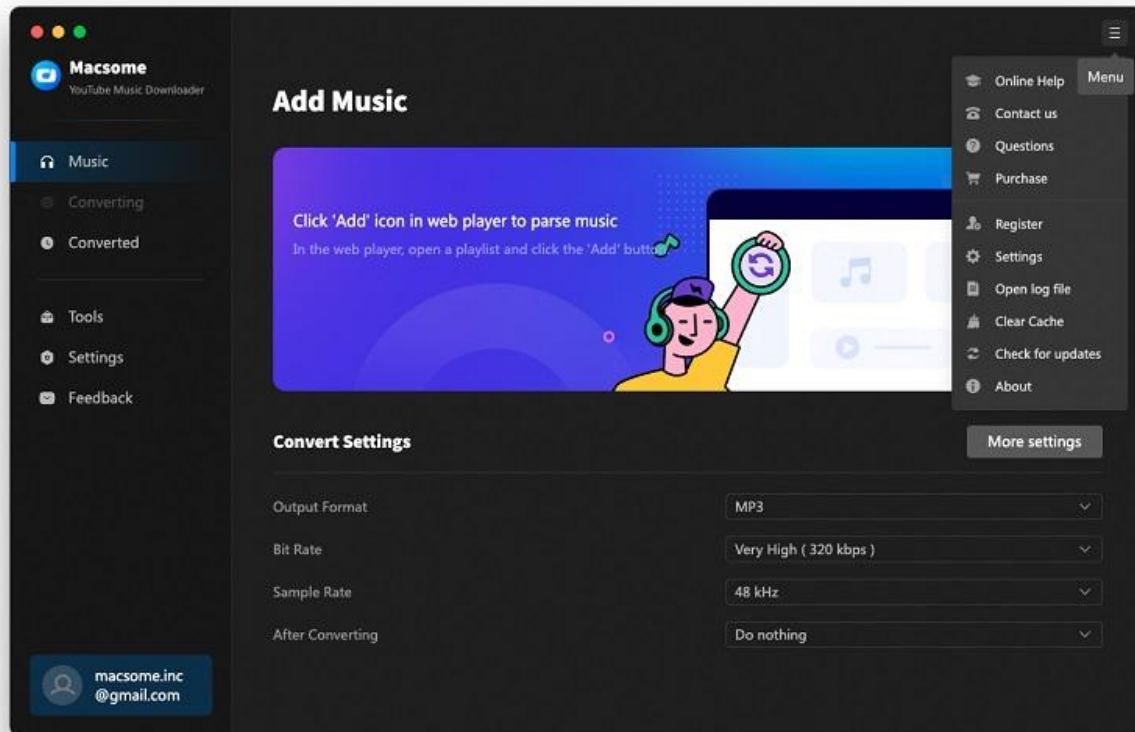 Macsome
YouTube Music Downloader
Music
Converting
Converted
Tools
Settings
Feedback
macsome.inc
@gmail.com
Add Music
Click 'Add' icon in web player to parse music
In the web player, open a playlist and click the 'Add' button
Menu
Online Help
Contact us
Questions
Purchase
Register
Settings
Open log file
Clear Cache
Check for updates
About
Convert Settings
More settings
Output Format
MP3
Bit Rate
Very High ( 320 kbps )
Sample Rate
48 kHz
After Converting
Do nothing